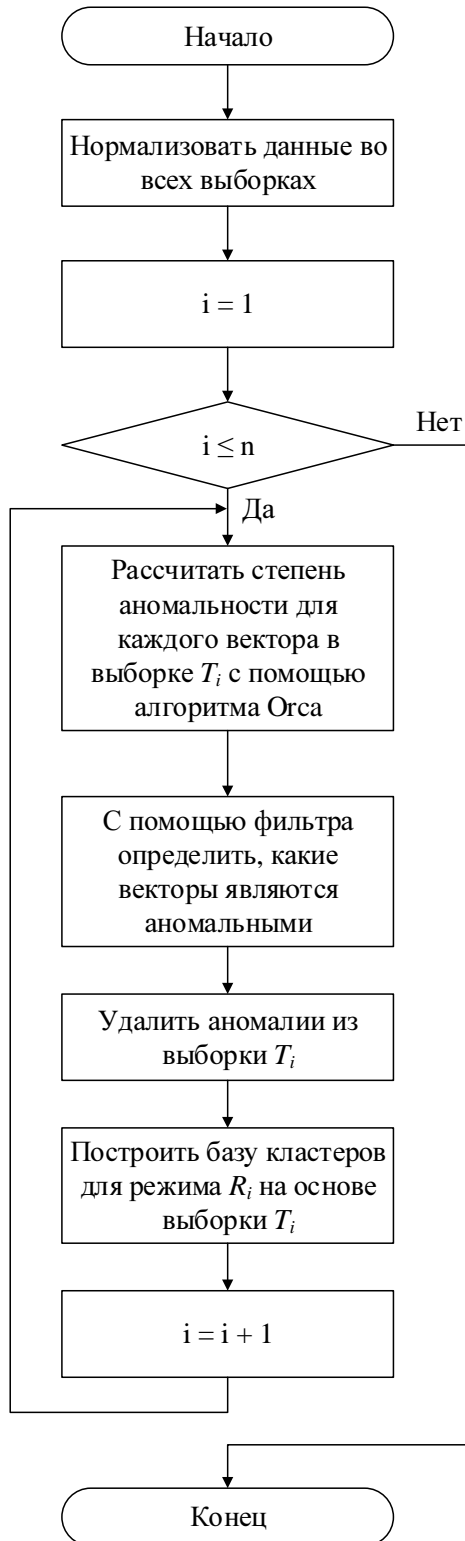 Начало
Нормализовать данные во
всех выборках
i = 1
i ≤ n
Нет
Да
Рассчитать степень
аномальности для
каждого вектора в
выборке Ti с помощью
алгоритма Orca
С помощью фильтра
определить, какие
векторы являются
аномальными
Удалить аномалии из
выборки Ti
Построить базу кластеров
для режима Ri на основе
выборки Ti
i = i + 1
Конец